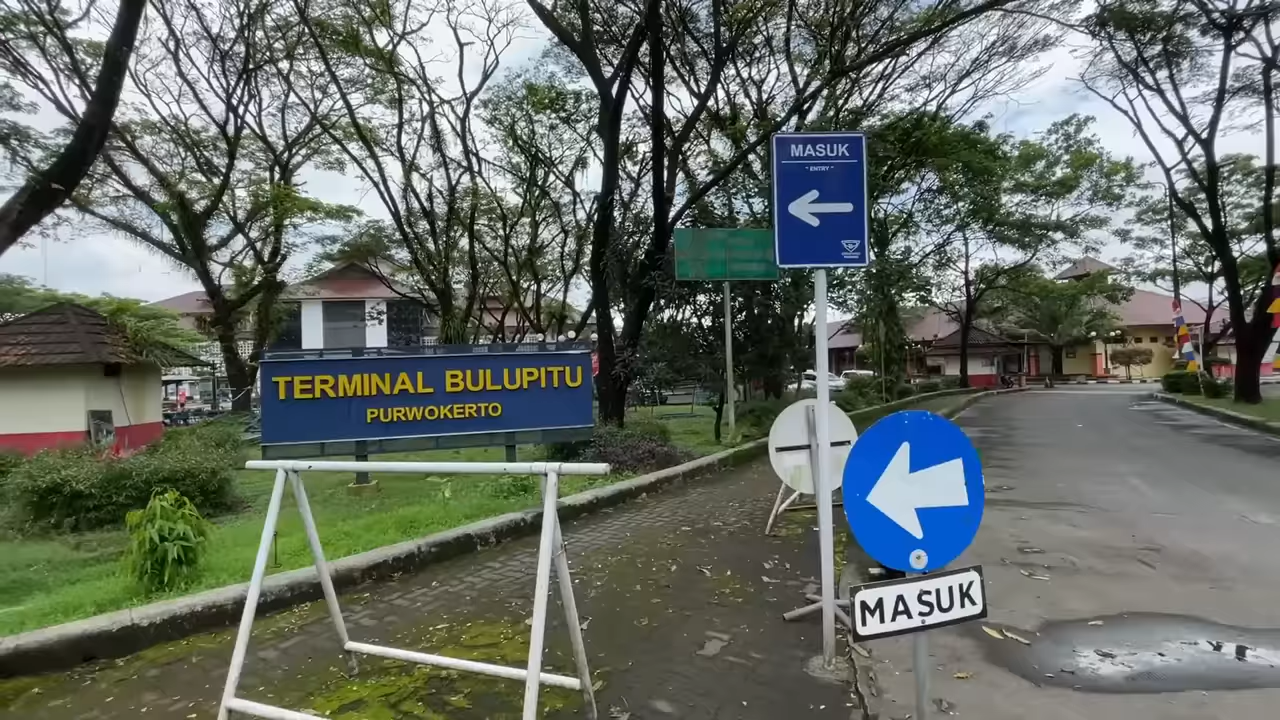 TERMINAL BULUPITU
PURWOKERTO
MASUK
"ENTRY"
MASUK